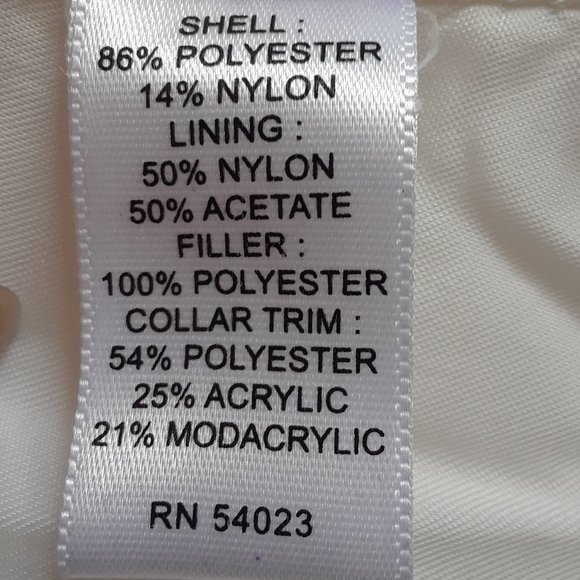 SHELL :
86% POLYESTER
14% NYLON
LINING :
50% NYLON
50% ACETATE
FILLER :
100% POLYESTER
COLLAR TRIM :
54% POLYESTER
25% ACRYLIC
21% MODACRYLIC
RN 54023